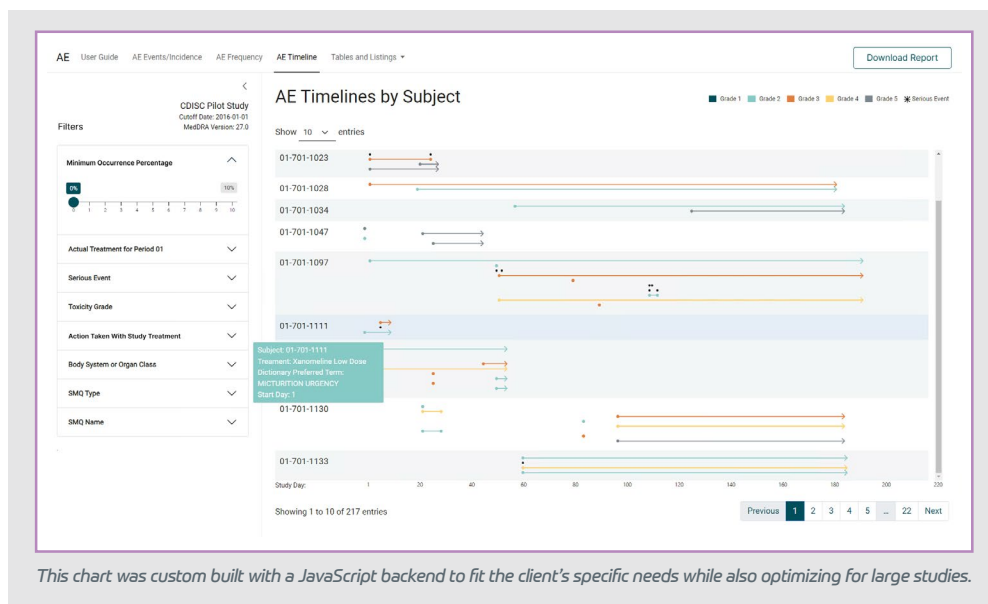 AE User Guide AE Events/Incidence AE Frequency AE Timeline Tables and Listings Download Report
CDISC Pilot Study
Cutoff Date: 2016-01-01
Filters MedDRA Version: 27.0
Minimum Occurrence Percentage
0% 10%
0 1 2 3 4 5 6 7 8 9 10
Actual Treatment for Period 01
Serious Event
Toxicity Grade
Action Taken With Study Treatment
Body System or Organ Class
SMQ Type
SMQ Name
AE Timelines by Subject
Grade 1 Grade 2 Grade 3 Grade 4 Grade 5 Serious Event
Show 10 entries
01-701-1023
01-701-1028
01-701-1034
01-701-1047
01-701-1097
01-701-1111
Subject: 01-701-1111
Treament: Xanomeline Low Dose
Dictionary Preferred Term:
MICTURITION URGENCY
Start Day: 1
01-701-1130
01-701-1133
Study Day: 1 20 40 60 80 100 120 140 160 180 200 220
Showing 1 to 10 of 217 entries
Previous 1 2 3 4 5 … 22 Next
This chart was custom built with a JavaScript backend to fit the client's specific needs while also optimizing for large studies.